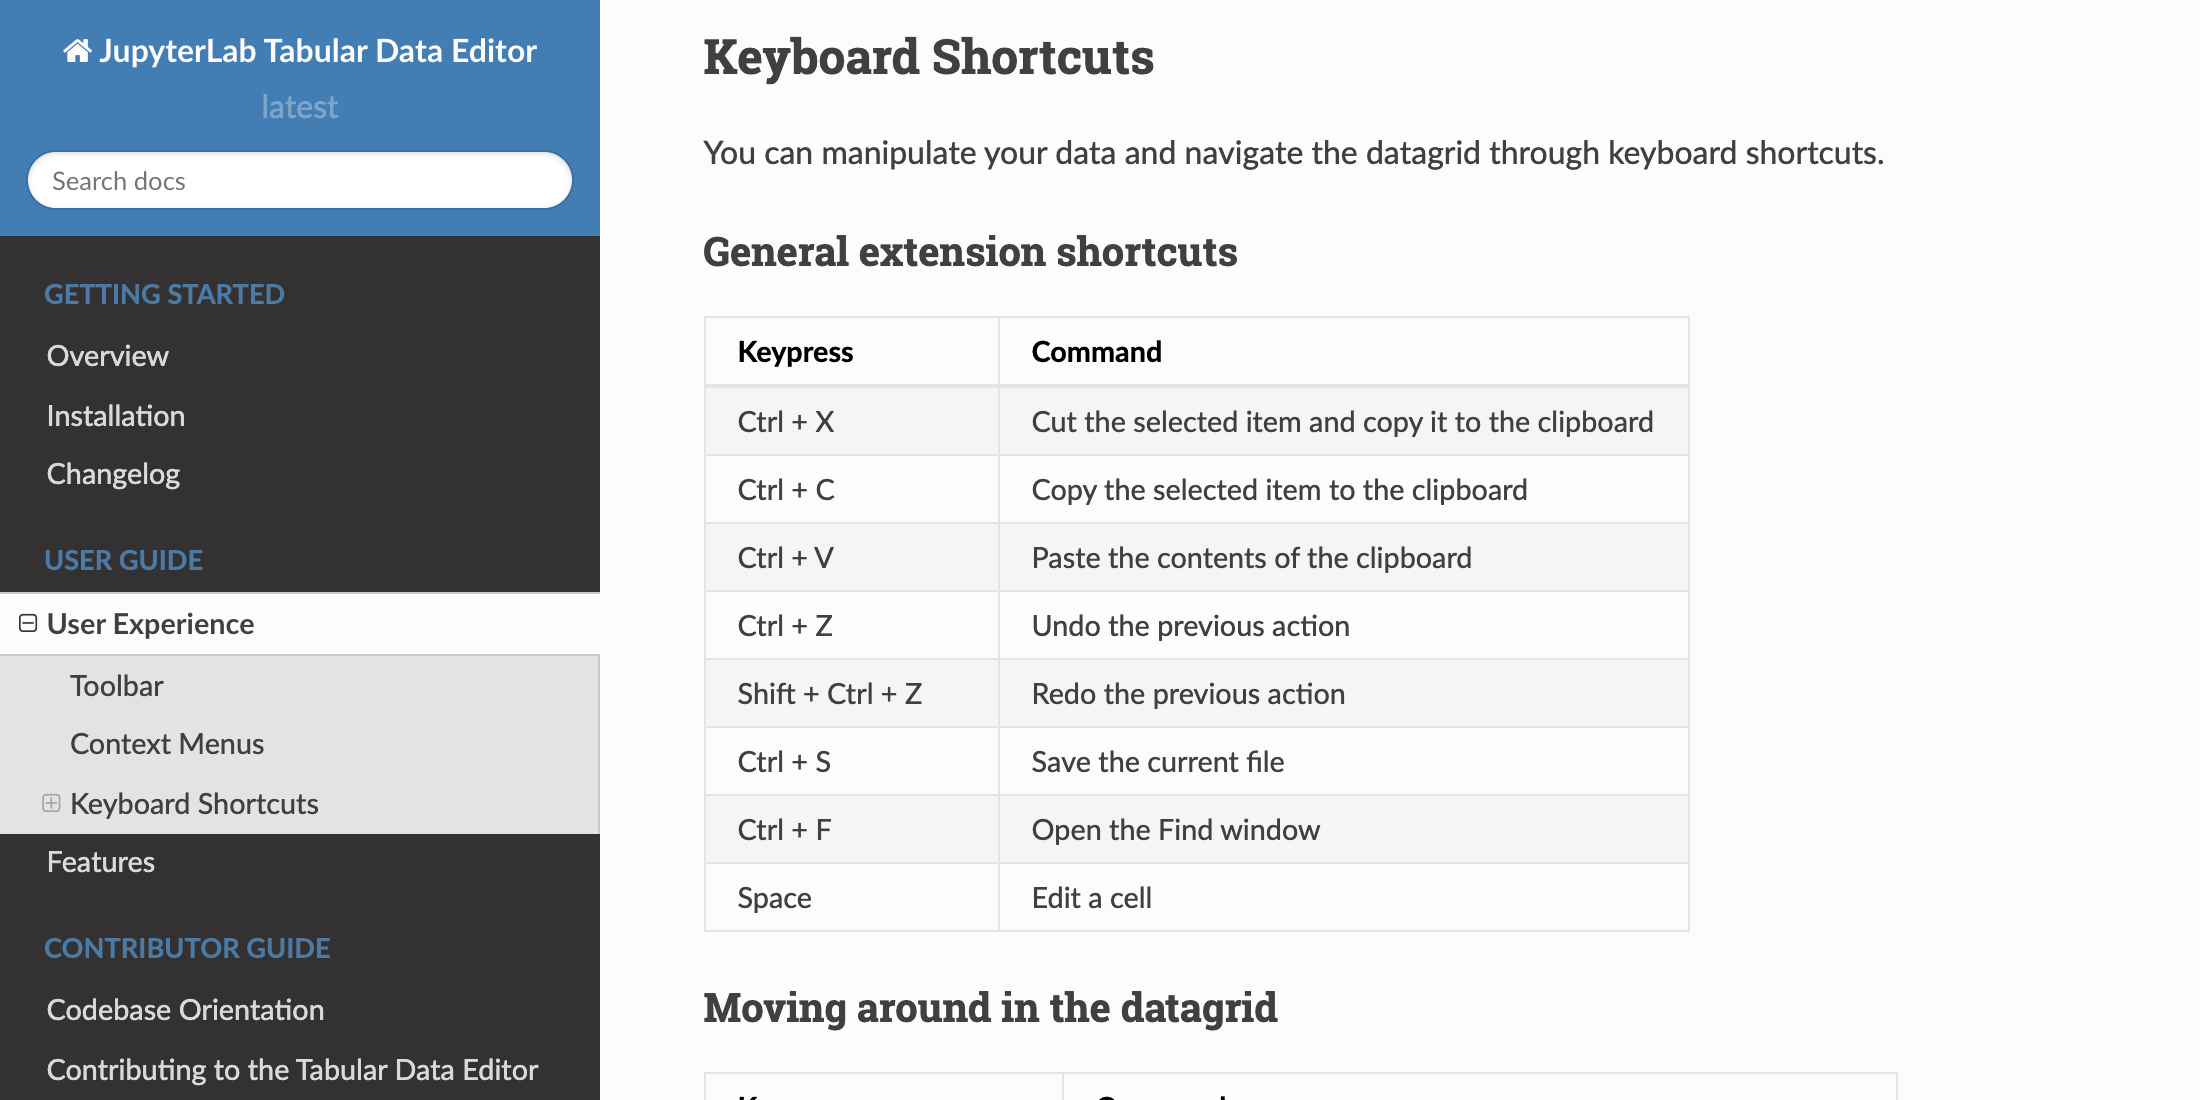 JupyterLab Tabular Data Editor
latest
Search docs
GETTING STARTED
Overview
Installation
Changelog
USER GUIDE
User Experience
Toolbar
Context Menus
Keyboard Shortcuts
Features
CONTRIBUTOR GUIDE
Codebase Orientation
Contributing to the Tabular Data Editor
Keyboard Shortcuts
You can manipulate your data and navigate the datagrid through keyboard shortcuts.
General extension shortcuts
Keypress Command
Ctrl + X Cut the selected item and copy it to the clipboard
Ctrl + C Copy the selected item to the clipboard
Ctrl + V Paste the contents of the clipboard
Ctrl + Z Undo the previous action
Shift + Ctrl + Z Redo the previous action
Ctrl + S Save the current file
Ctrl + F Open the Find window
Space Edit a cell
Moving around in the datagrid